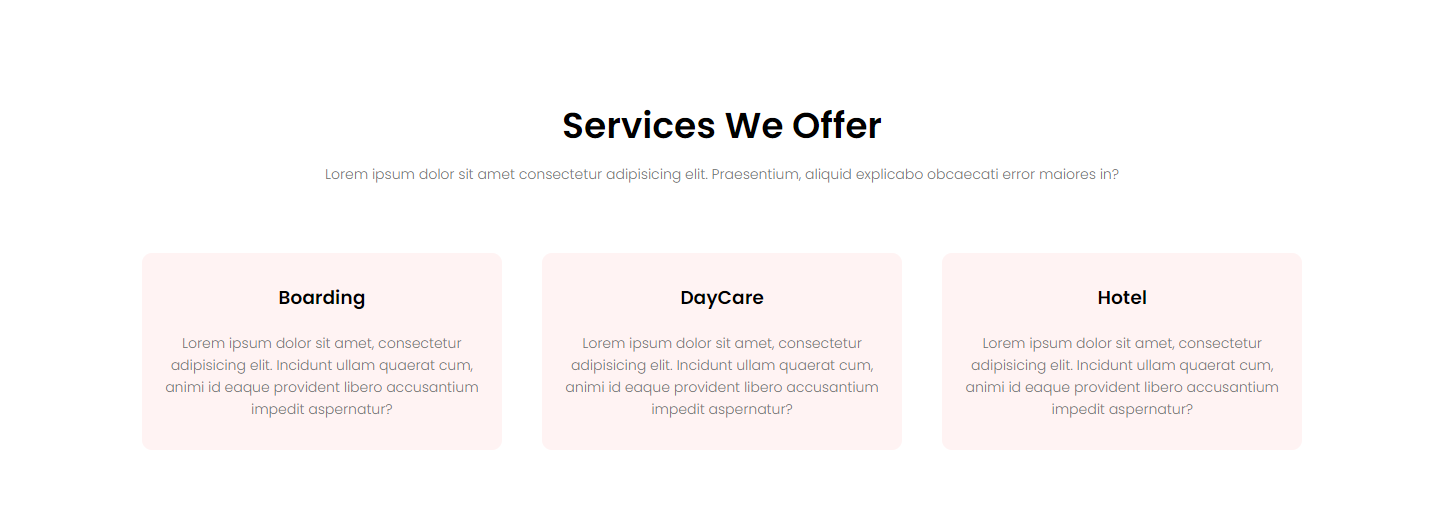 Services We Offer
Lorem ipsum dolor sit amet consectetur adipisicing elit. Praesentium, aliquid explicabo obcaecati error maiores in?
Boarding
Lorem ipsum dolor sit amet, consectetur
adipisicing elit. Incidunt ullam quaerat cum,
animi id eaque provident libero accusantium
impedit aspernatur?
DayCare
Lorem ipsum dolor sit amet, consectetur
adipisicing elit. Incidunt ullam quaerat cum,
animi id eaque provident libero accusantium
impedit aspernatur?
Hotel
Lorem ipsum dolor sit amet, consectetur
adipisicing elit. Incidunt ullam quaerat cum,
animi id eaque provident libero accusantium
impedit aspernatur?